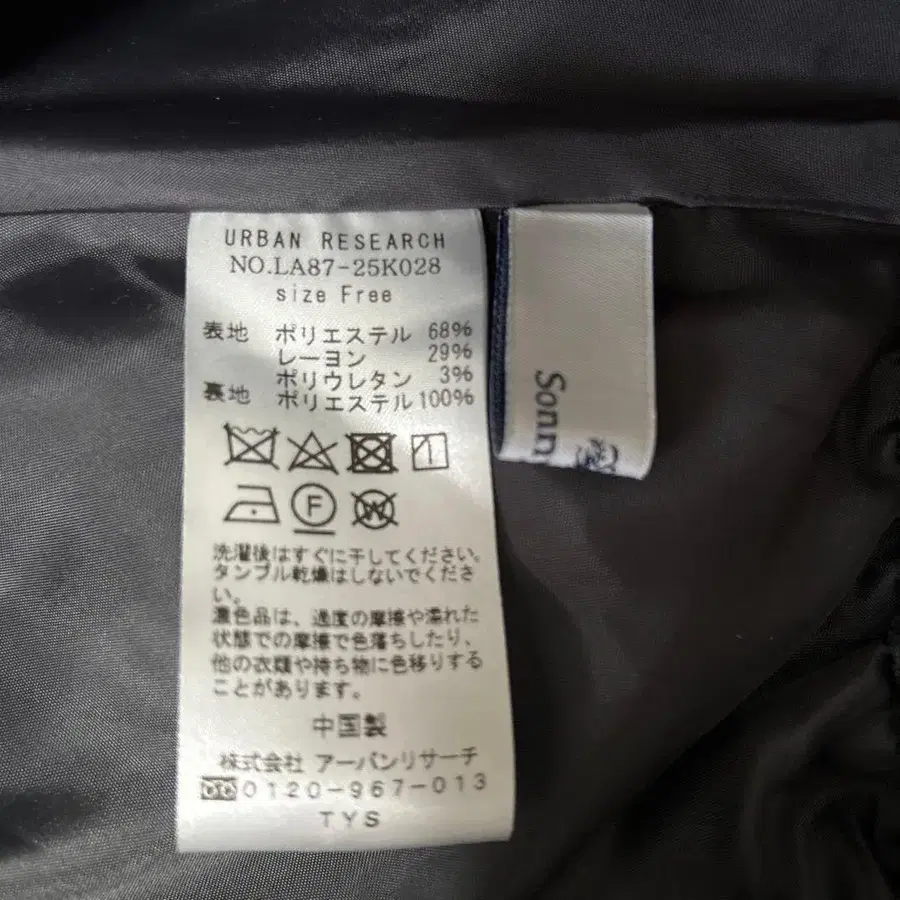 URBAN RESEARCH
NO.LA87-25K028
size Free
表地 ポリエステル 68%
レーヨン 29%
ポリウレタン 3%
裏地 ポリエステル 100%
F
W
洗濯後はすぐに干してください。
タンブル乾燥はしないでくださ
い。
濃色品は、過度の摩擦や濡れた
状態での摩擦で色落ちしたり、
他の衣類や持ち物に色移りする
ことがあります。
中国製
株式会社 アーバンリサーチ
0120-967-013
TYS
Sonn